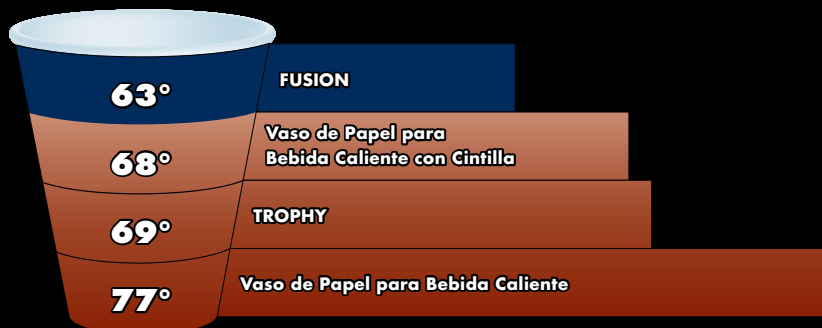 63°
FUSION
68°
Vaso de Papel para
Bebida Caliente con Cintilla
69°
TROPHY
77°
Vaso de Papel para Bebida Caliente